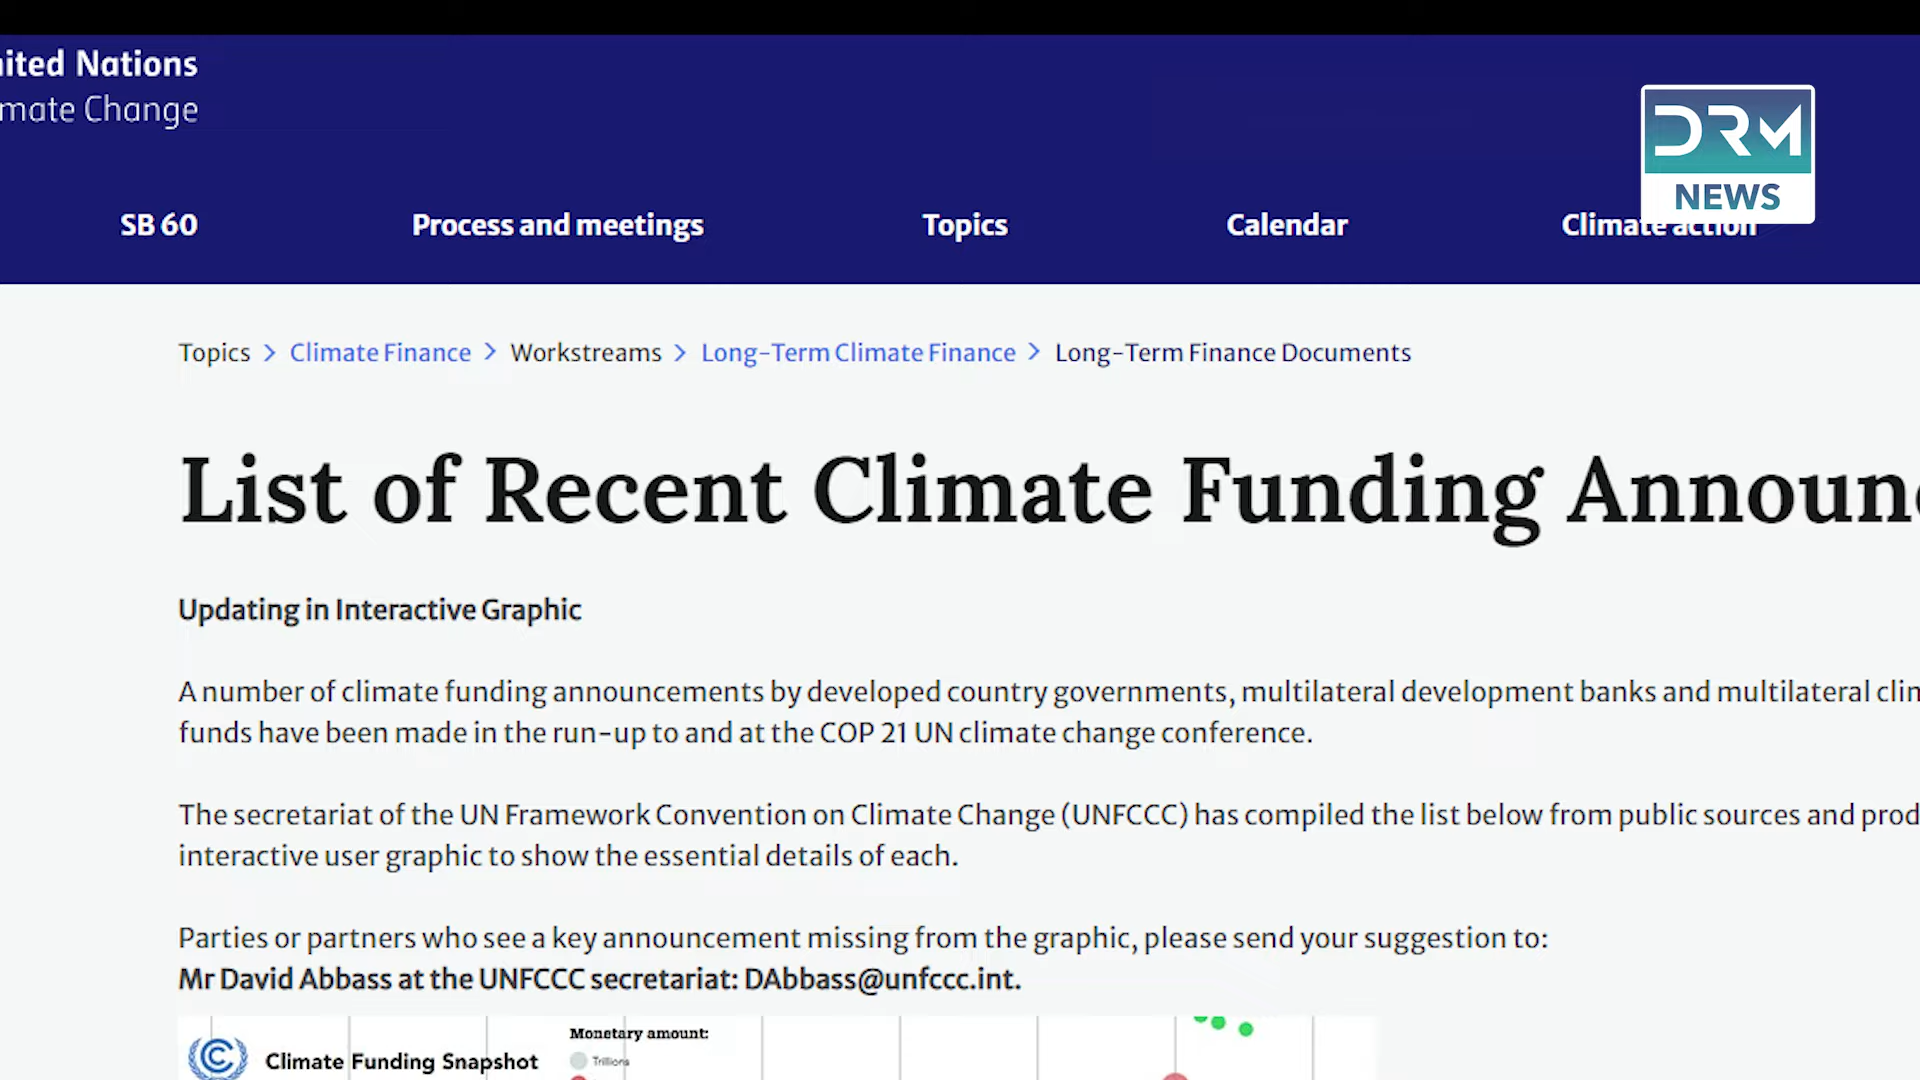 ited Nations
mate Change
DRM
NEWS
SB 60
Process and meetings
Topics
Calendar
Climate action
Topics > Climate Finance > Workstreams > Long-Term Climate Finance > Long-Term Finance Documents
List of Recent Climate Funding Announ
Updating in Interactive Graphic
A number of climate funding announcements by developed country governments, multilateral development banks and multilateral clim
funds have been made in the run-up to and at the COP 21 UN climate change conference.
The secretariat of the UN Framework Convention on Climate Change (UNFCCC) has compiled the list below from public sources and prod
interactive user graphic to show the essential details of each.
Parties or partners who see a key announcement missing from the graphic, please send your suggestion to:
Mr David Abbass at the UNFCCC secretariat: DAbbass@unfccc.int.
Monetary amount:
Climate Funding Snapshot
Trillions